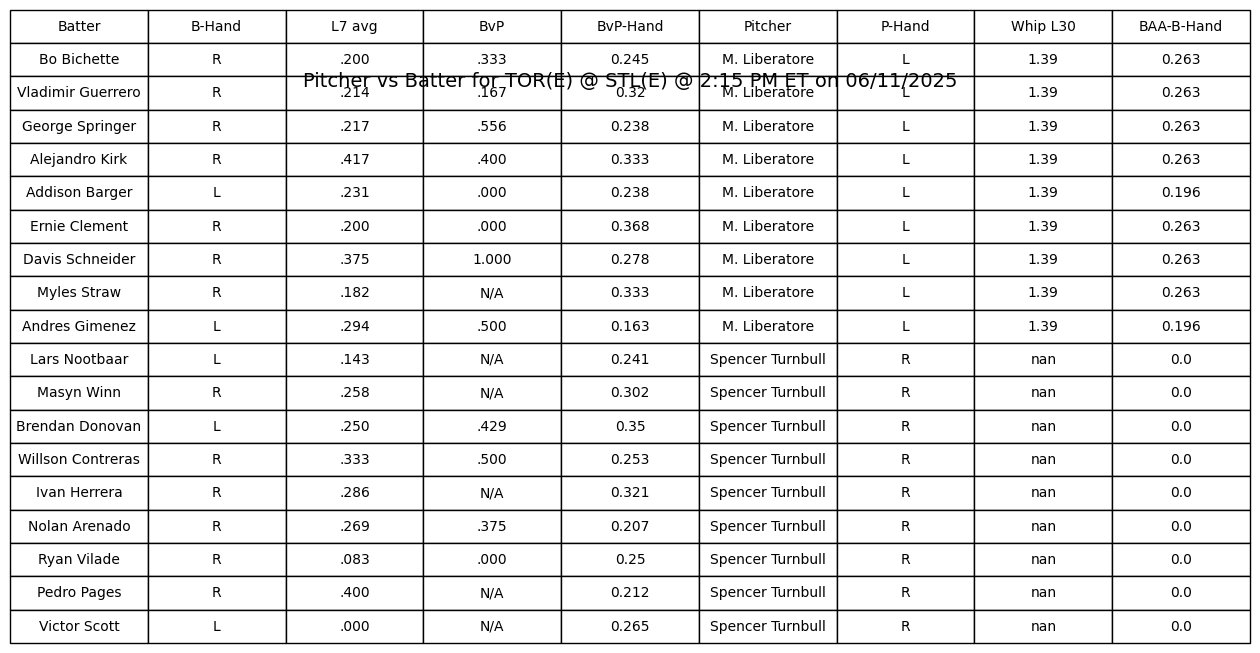 Batter B-Hand L7 avg BvP BvP-Hand Pitcher P-Hand Whip L30 BAA-B-Hand
Bo Bichette R .200 .333 0.245 M. Liberatore L 1.39 0.263
Pitcher vs Batter for TOR(E) @ STL(E) @ 2:15 PM ET on 06/11/2025
Vladimir Guerrero R .214 .167 0.32 M. Liberatore L 1.39 0.263
George Springer R .217 .556 0.238 M. Liberatore L 1.39 0.263
Alejandro Kirk R .417 .400 0.333 M. Liberatore L 1.39 0.263
Addison Barger L .231 .000 0.238 M. Liberatore L 1.39 0.196
Ernie Clement R .200 .000 0.368 M. Liberatore L 1.39 0.263
Davis Schneider R .375 1.000 0.278 M. Liberatore L 1.39 0.263
Myles Straw R .182 N/A 0.333 M. Liberatore L 1.39 0.263
Andres Gimenez L .294 .500 0.163 M. Liberatore L 1.39 0.196
Lars Nootbaar L .143 N/A 0.241 Spencer Turnbull R nan 0.0
Masyn Winn R .258 N/A 0.302 Spencer Turnbull R nan 0.0
Brendan Donovan L .250 .429 0.35 Spencer Turnbull R nan 0.0
Willson Contreras R .333 .500 0.253 Spencer Turnbull R nan 0.0
Ivan Herrera R .286 N/A 0.321 Spencer Turnbull R nan 0.0
Nolan Arenado R .269 .375 0.207 Spencer Turnbull R nan 0.0
Ryan Vilade R .083 .000 0.25 Spencer Turnbull R nan 0.0
Pedro Pages R .400 N/A 0.212 Spencer Turnbull R nan 0.0
Victor Scott L .000 N/A 0.265 Spencer Turnbull R nan 0.0